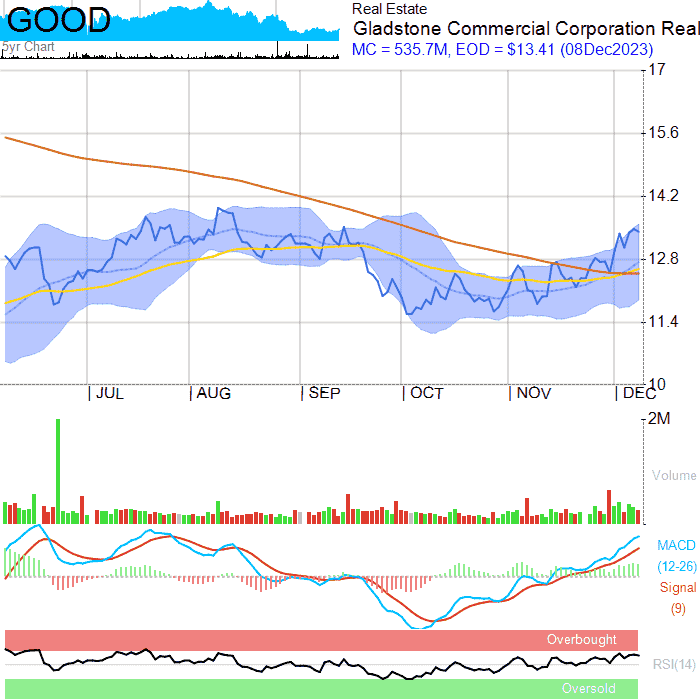 GOOD
5yr Chart
Real Estate
Gladstone Commercial Corporation Real
MC = 535.7M, EOD = $13.41 (08Dec2023)
17
15.6
14.2
12.8
11.4
10
JUL AUG SEP OCT NOV DEC
2M
Volume
MACD
(12-26)
Signal
(9)
Overbought
RSI(14)
Oversold